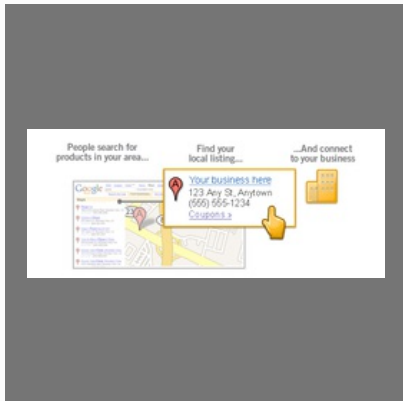 People search for
products in your area...
Find your
local listing...
...And connect
to your business
Google
A
Your business here
123 Any St, Anytown
(555) 555-1234
Coupons »